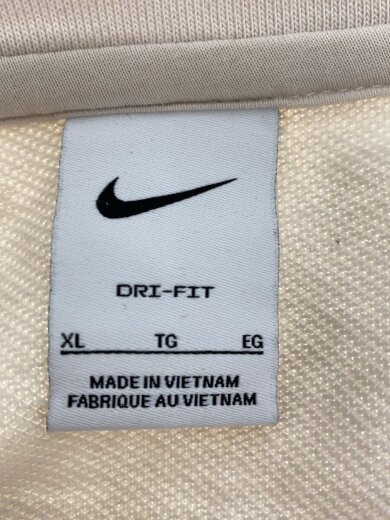 DRI-FIT
XL TG EG
MADE IN VIETNAM
FABRIQUE AU VIETNAM